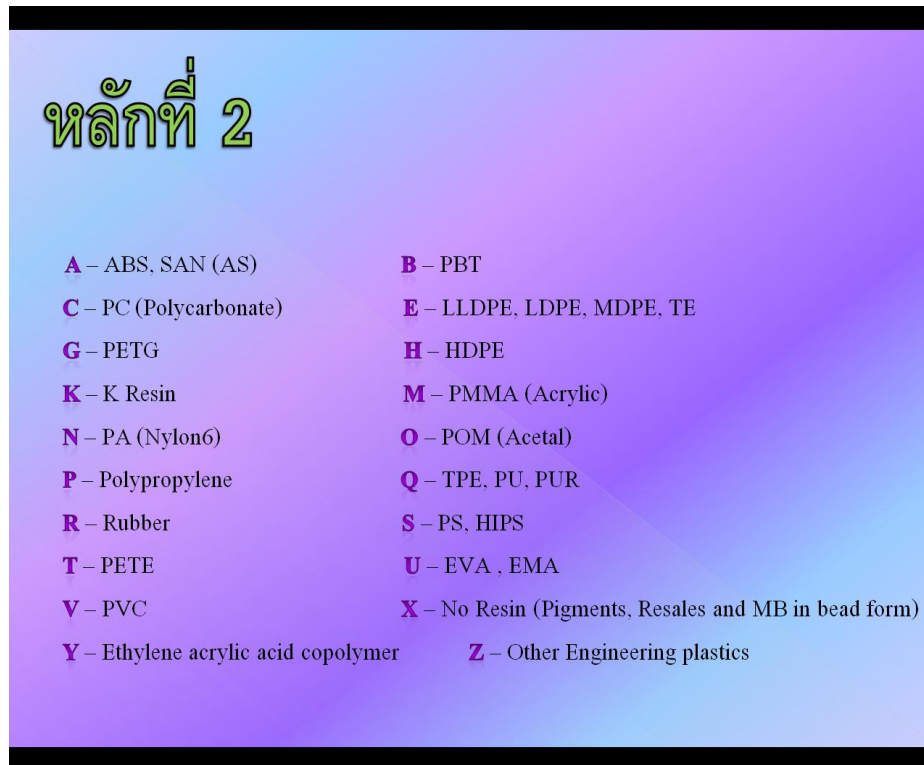 หลักที่ 2
A – ABS, SAN (AS) B – PBT
C – PC (Polycarbonate) E – LLDPE, LDPE, MDPE, TE
G – PETG H – HDPE
K – K Resin M – PMMA (Acrylic)
N – PA (Nylon6) O – POM (Acetal)
P – Polypropylene Q – TPE, PU, PUR
R – Rubber S – PS, HIPS
T – PETE U – EVA , EMA
V – PVC X – No Resin (Pigments, Resales and MB in bead form)
Y – Ethylene acrylic acid copolymer Z – Other Engineering plastics